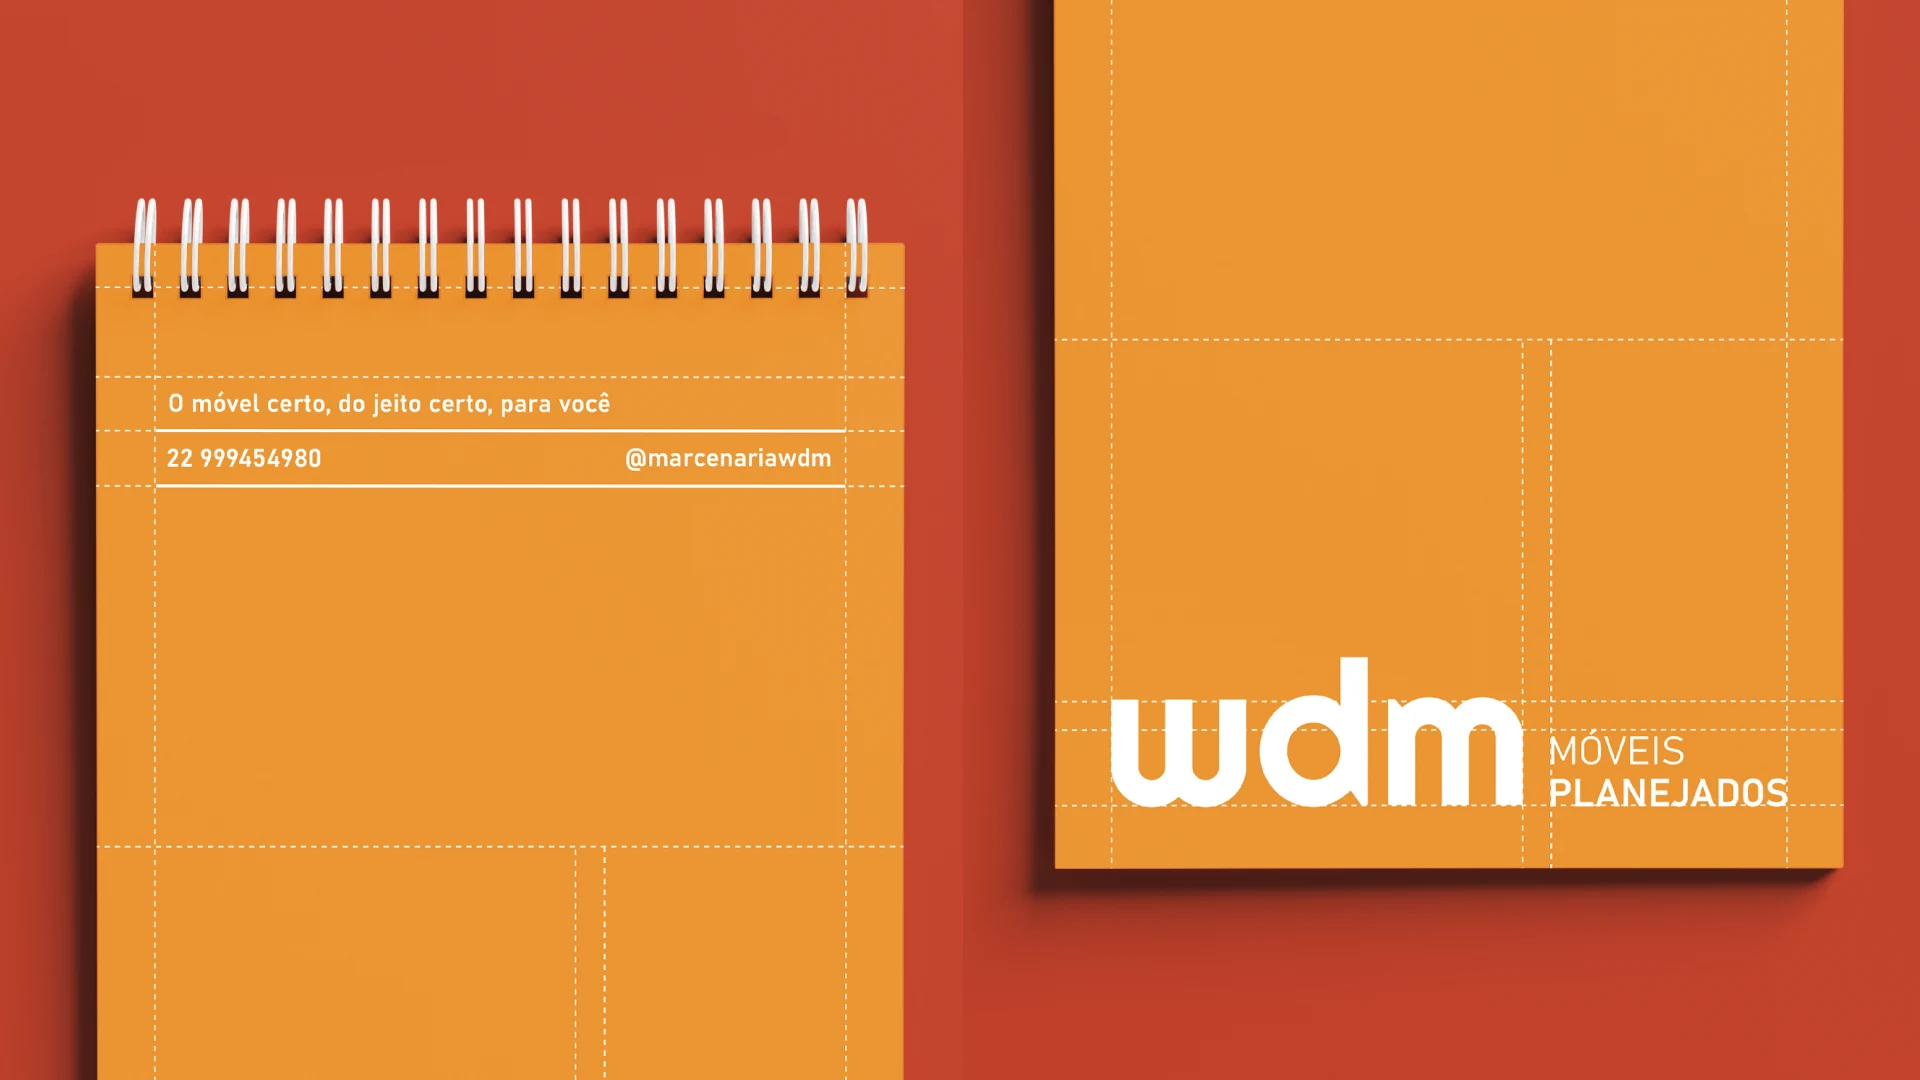 O móvel certo, do jeito certo, para você
22 999454980 @marcenariawdm
wdm MÓVEIS
PLANEJADOS